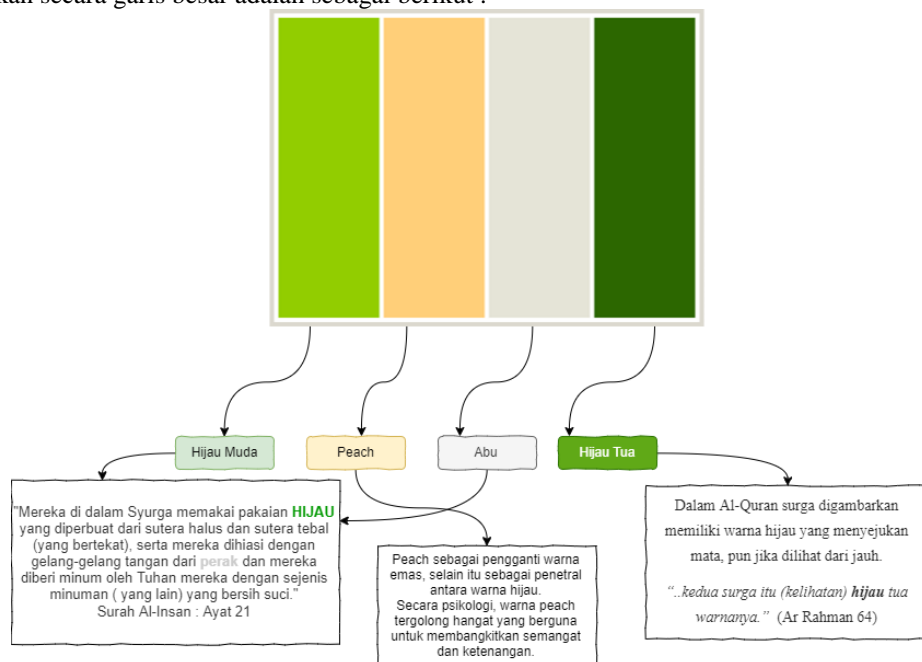 kan secara garis besar adalah sebagai berikut :
Hijau Muda
Peach
Abu
Hijau Tua
"Mereka di dalam Syurga memakai pakaian HIJAU
yang diperbuat dari sutera halus dan sutera tebal
(yang bertekat), serta mereka dihiasi dengan
gelang-gelang tangan dari perak dan mereka
diberi minum oleh Tuhan mereka dengan sejenis
minuman ( yang lain) yang bersih suci."
Surah Al-Insan : Ayat 21
Peach sebagai pengganti warna
emas, selain itu sebagai penetral
antara warna hijau.
Secara psikologi, warna peach
tergolong hangat yang berguna
untuk membangkitkan semangat
dan ketenangan.
Dalam Al-Quran surga digambarkan
memiliki warna hijau yang menyejukan
mata, pun jika dilihat dari jauh.
"..kedua surga itu (kelihatan) hijau tua
warnanya." (Ar Rahman 64)